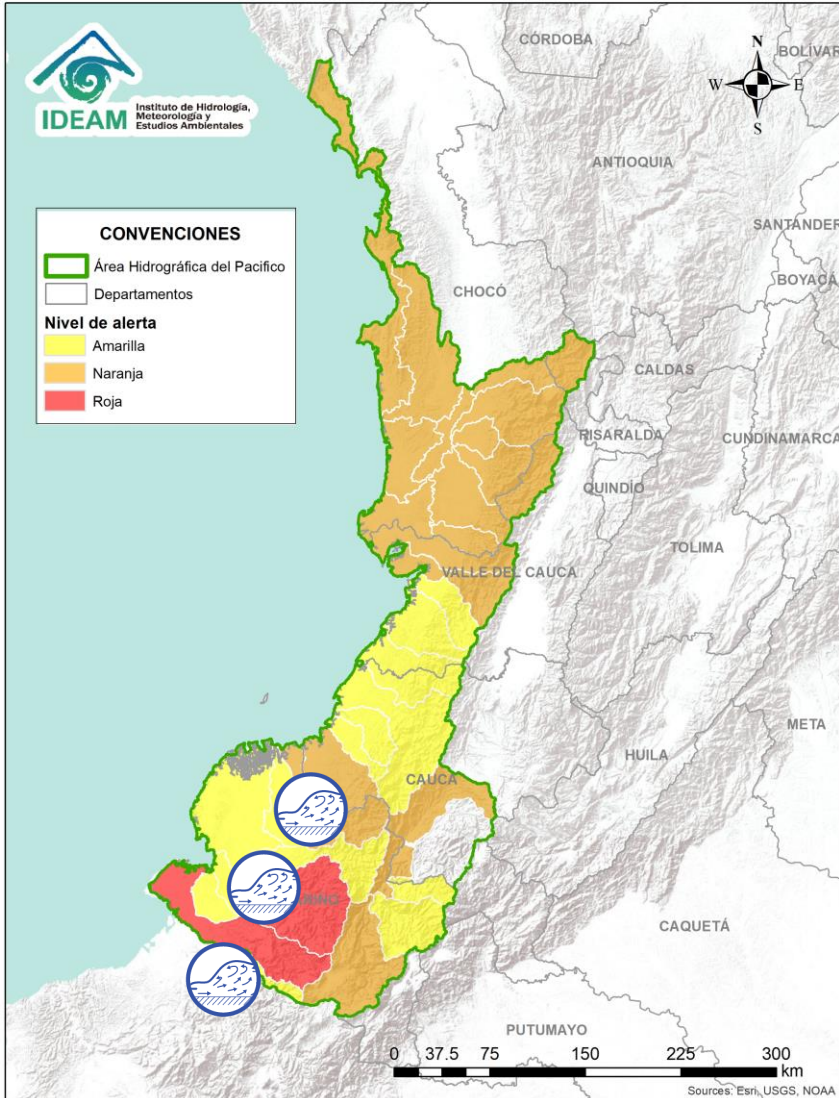 IDEAM
Instituto de Hidrología,
Meteorología y
Estudios Ambientales
CÓRDOBA
BOLÍVAR
N
W
E
S
ANTIOQUIA
SANTANDER
BOYACÁ
CONVENCIONES
Área Hidrográfica del Pacifico
Departamentos
Nivel de alerta
Amarilla
Naranja
Roja
CHOCÓ
CALDAS
RISARALDA
CUNDINAMARCA
QUINDÍO
TOLIMA
VALLE DEL CAUCA
META
HUILA
CAUCA
CAQUETÁ
PUTUMAYO
0 37.5 75 150 225 300
km
Sources: Esri, USGS, NOAA